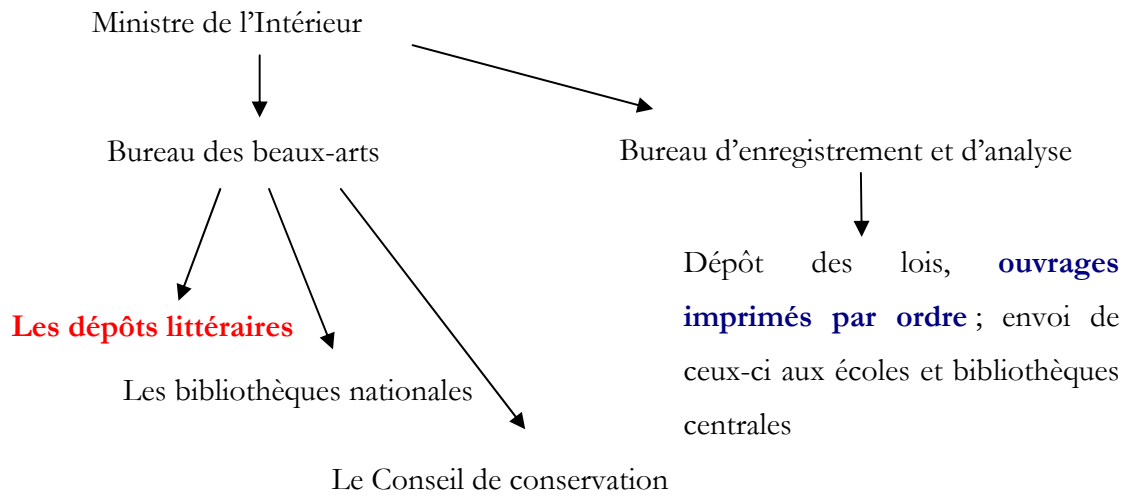 Ministre de l’Intérieur
Bureau des beaux-arts
Bureau d’enregistrement et d’analyse
Dépôt des lois, ouvrages
imprimés par ordre ; envoi de
ceux-ci aux écoles et bibliothèques
centrales
Les dépôts littéraires
Les bibliothèques nationales
Le Conseil de conservation